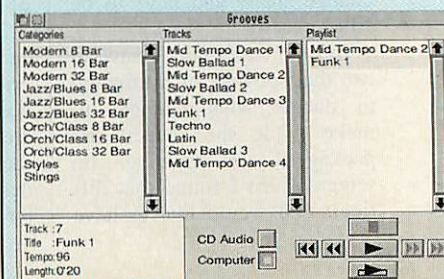 Grooves
Categories
Modern 8 Bar
Modern 16 Bar
Modern 32 Bar
Jazz/Blues 8 Bar
Jazz/Blues 16 Bar
Jazz/Blues 32 Bar
Orch/Class 8 Bar
Orch/Class 16 Bar
Orch/Class 32 Bar
Styles
Stings
Tracks
Mid Tempo Dance 1
Slow Ballad 1
Mid Tempo Dance 2
Slow Ballad 2
Mid Tempo Dance 3
Funk 1
Techno
Latin
Slow Ballad 3
Mid Tempo Dance 4
Playlist
Mid Tempo Dance 2
Funk 1
Track :7
Title :Funk 1
Tempo:96
Length:0'20
CD Audio
Computer